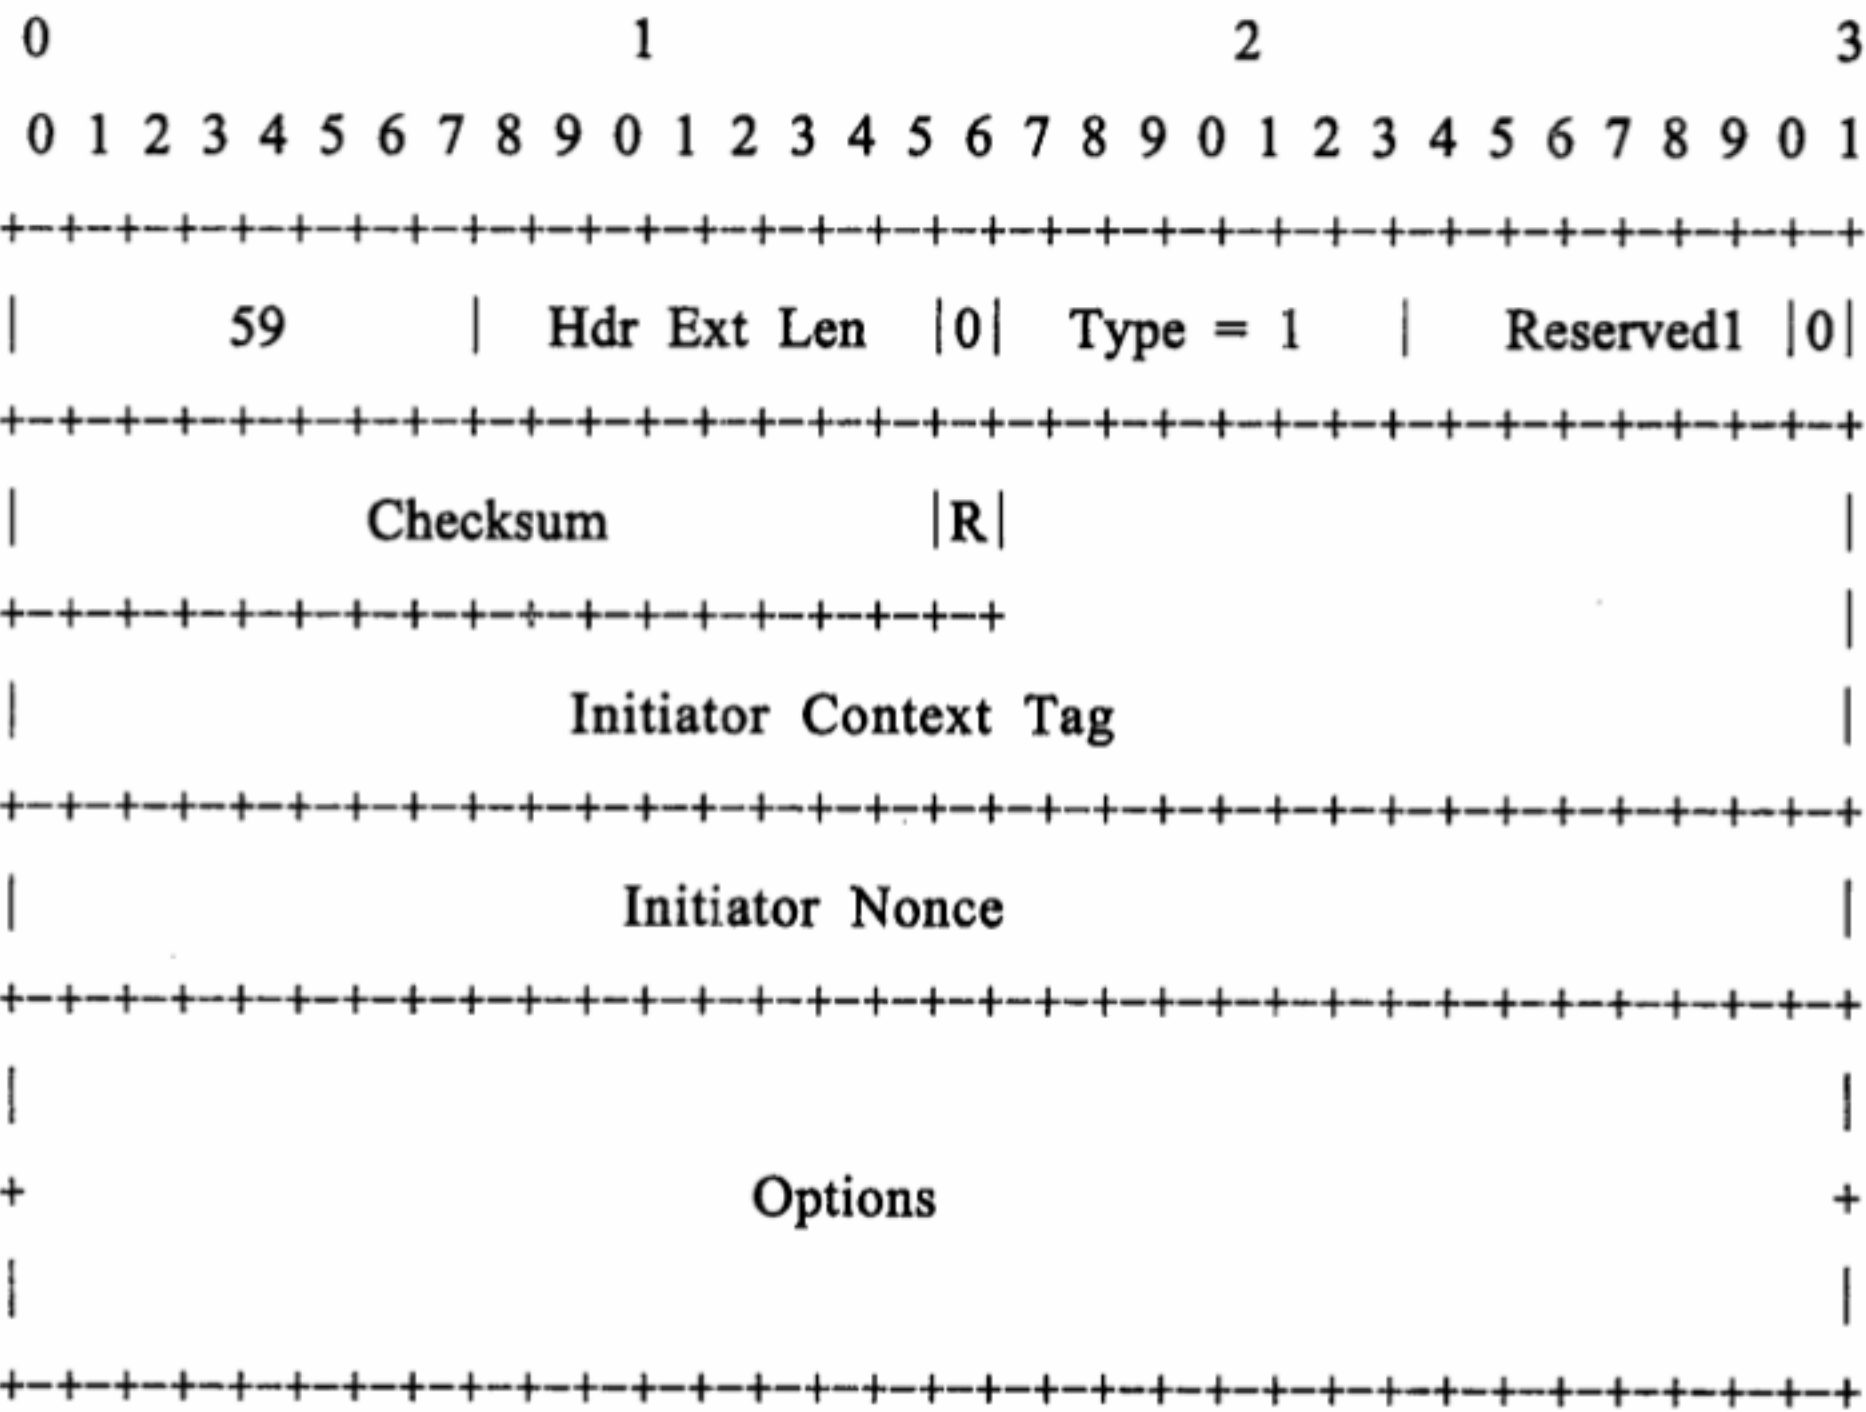 0 1 2 3
0 1 2 3 4 5 6 7 8 9 0 1 2 3 4 5 6 7 8 9 0 1 2 3 4 5 6 7 8 9 0 1
+-+-+-+-+-+-+-+-+-+-+-+-+-+-+-+-+-+-+-+-+-+-+-+-+-+-+-+-+-+-+-+-+
| 59 | Hdr Ext Len |0| Type = 1 | Reserved1 |0|
+-+-+-+-+-+-+-+-+-+-+-+-+-+-+-+-+-+-+-+-+-+-+-+-+-+-+-+-+-+-+-+-+
| Checksum |R| |
+-+-+-+-+-+-+-+-+-+-+-+-+-+-+-+-+-+ |
| Initiator Context Tag |
+-+-+-+-+-+-+-+-+-+-+-+-+-+-+-+-+-+-+-+-+-+-+-+-+-+-+-+-+-+-+-+-+
| Initiator Nonce |
+-+-+-+-+-+-+-+-+-+-+-+-+-+-+-+-+-+-+-+-+-+-+-+-+-+-+-+-+-+-+-+-+
| |
+ Options +
| |
+-+-+-+-+-+-+-+-+-+-+-+-+-+-+-+-+-+-+-+-+-+-+-+-+-+-+-+-+-+-+-+-+